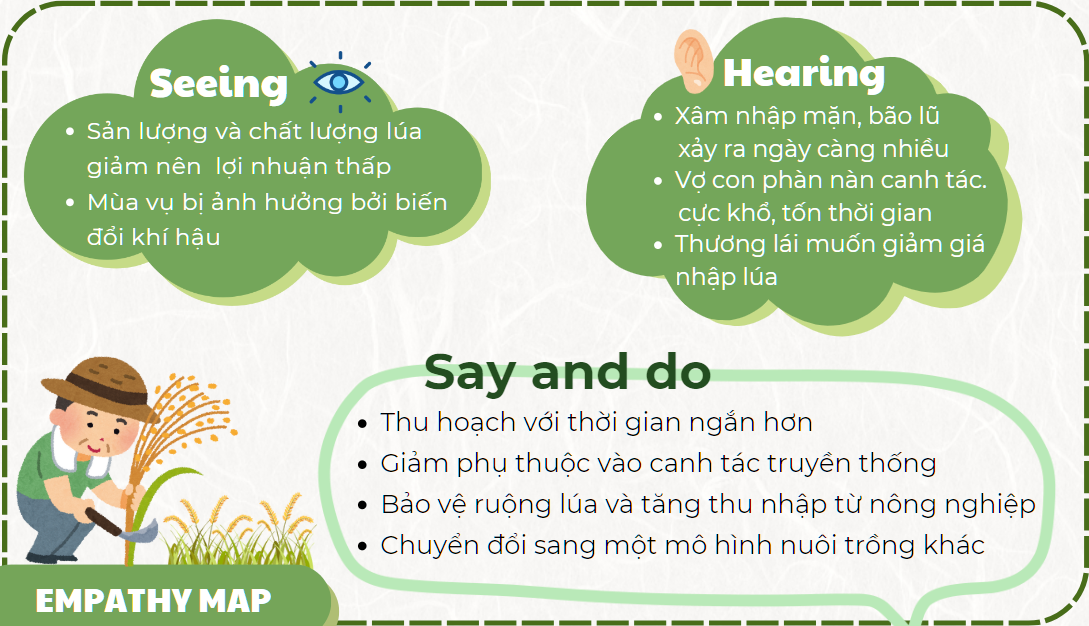 Seeing
• Sản lượng và chất lượng lúa
giảm nên lợi nhuận thấp
• Mùa vụ bị ảnh hưởng bởi biến
đổi khí hậu
Hearing
• Xâm nhập mặn, bão lũ
xảy ra ngày càng nhiều
• Vợ con phàn nàn canh tác.
cực khổ, tốn thời gian
• Thương lái muốn giảm giá
nhập lúa
Say and do
• Thu hoạch với thời gian ngắn hơn
• Giảm phụ thuộc vào canh tác truyền thống
• Bảo vệ ruộng lúa và tăng thu nhập từ nông nghiệp
• Chuyển đổi sang một mô hình nuôi trồng khác
EMPATHY MAP